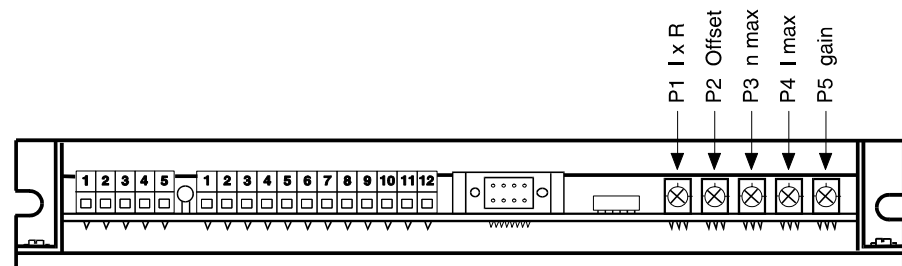 P1 I x R
P2 Offset
P3 n max
P4 I max
P5 gain
1 2 3 4 5
1 2 3 4 5 6 7 8 9 10 11 12